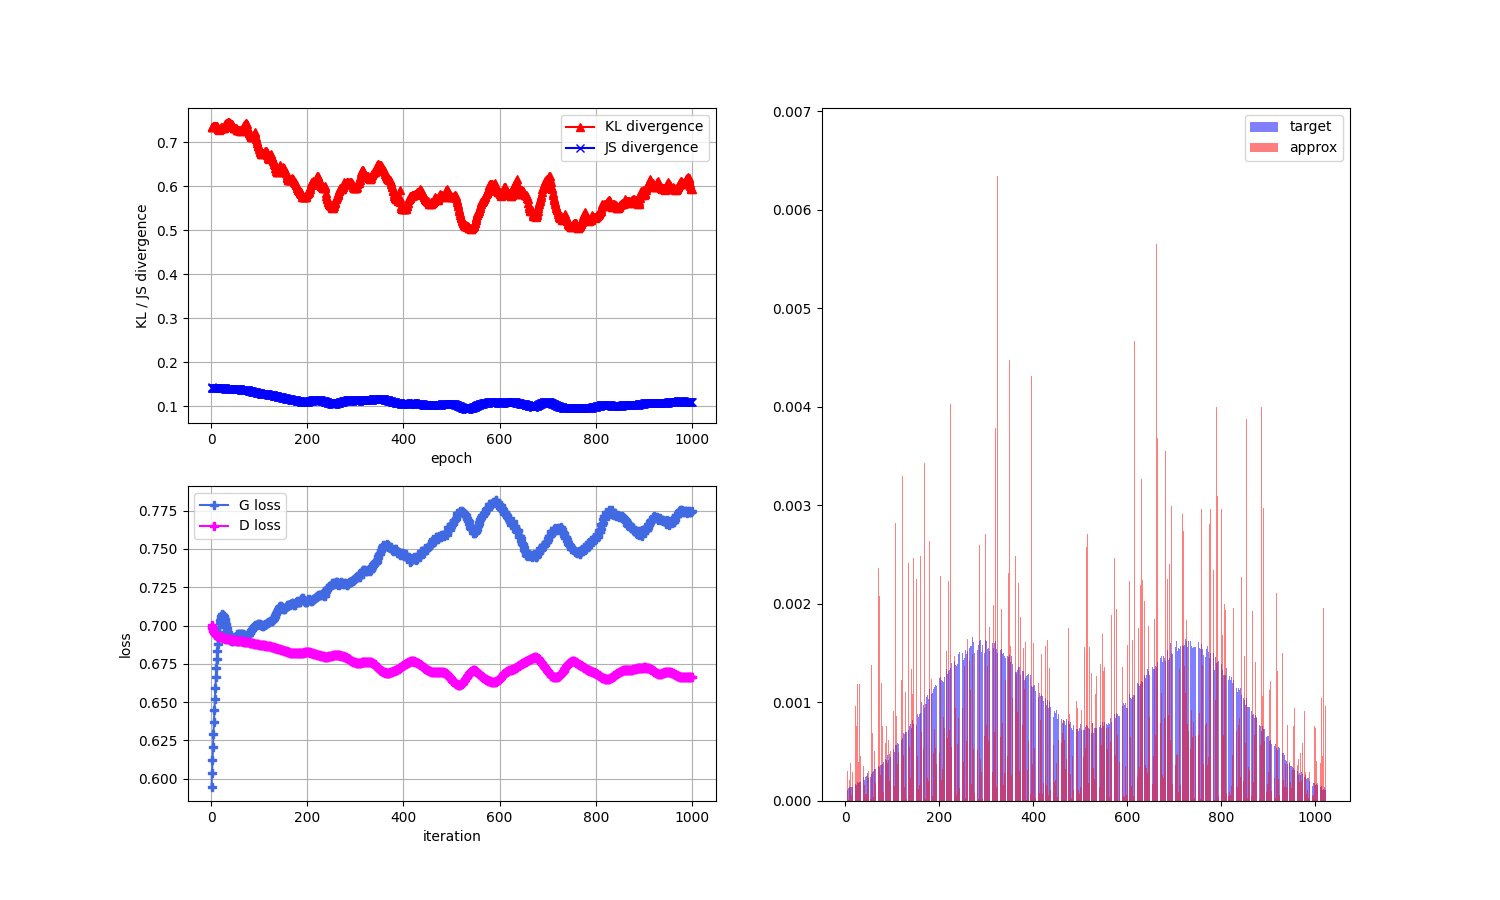 KL divergence
JS divergence
KL / JS divergence
0.7
0.6
0.5
0.4
0.3
0.2
0.1
0 200 400 600 800 1000
epoch
G loss
D loss
loss
0.775
0.750
0.725
0.700
0.675
0.650
0.625
0.600
0 200 400 600 800 1000
iteration
target
approx
0.007
0.006
0.005
0.004
0.003
0.002
0.001
0.000
0 200 400 600 800 1000